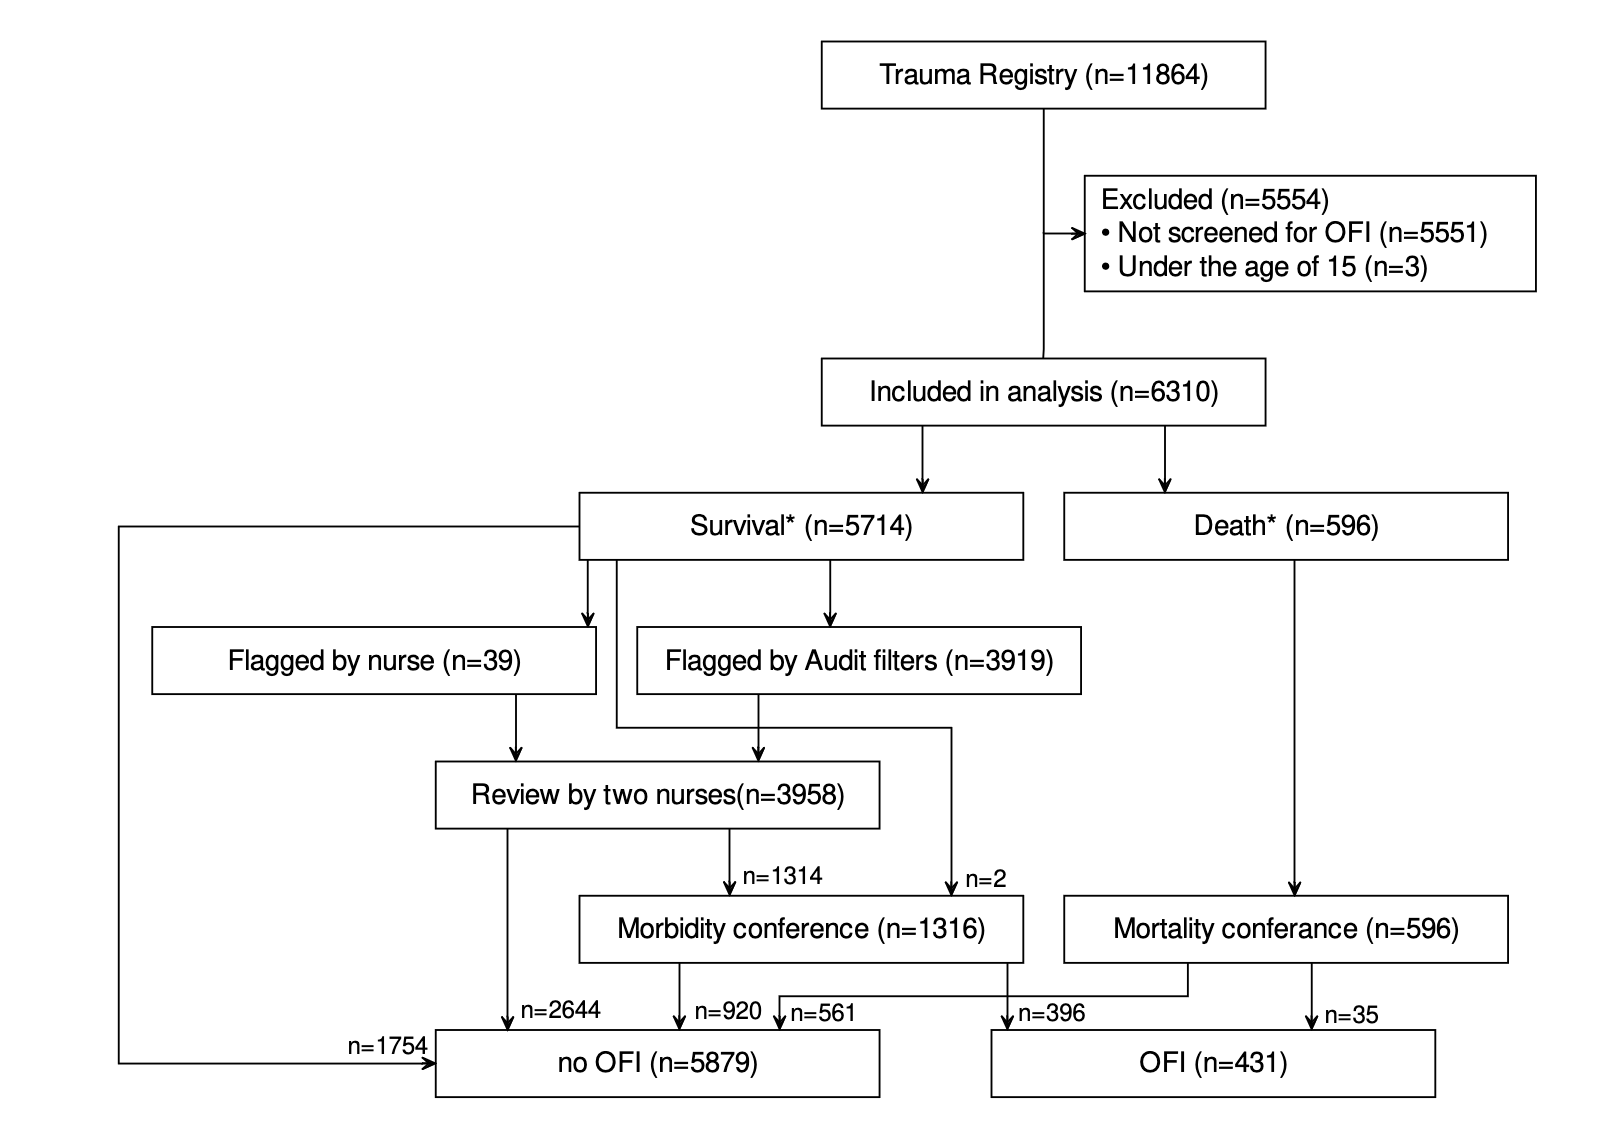 Trauma Registry (n=11864)
Excluded (n=5554)
• Not screened for OFI (n=5551)
• Under the age of 15 (n=3)
Included in analysis (n=6310)
Survival* (n=5714)
Death* (n=596)
Flagged by nurse (n=39)
Flagged by Audit filters (n=3919)
Review by two nurses(n=3958)
n=1314
n=2
Morbidity conference (n=1316)
Mortality conferance (n=596)
n=2644
n=920
n=561
n=396
n=35
n=1754
no OFI (n=5879)
OFI (n=431)